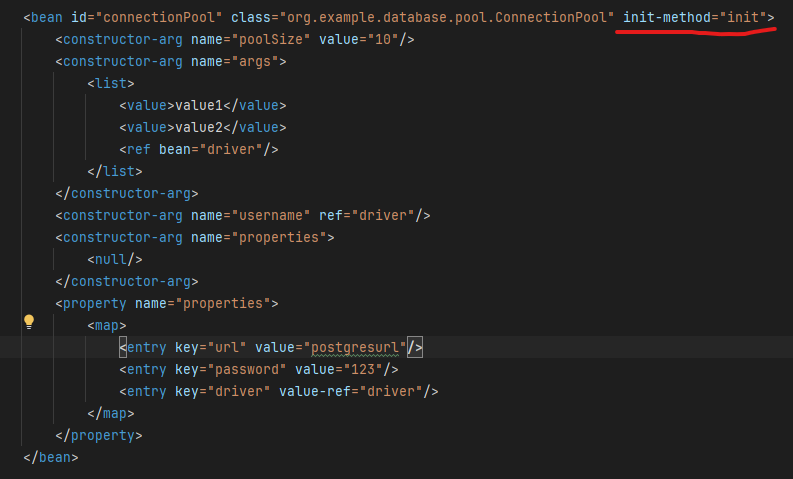 <bean id="connectionPool" class="org.example.database.pool.ConnectionPool" init-method="init">
<constructor-arg name="poolSize" value="10"/>
<constructor-arg name="args">
<list>
<value>value1</value>
<value>value2</value>
<ref bean="driver"/>
</list>
</constructor-arg>
<constructor-arg name="username" ref="driver"/>
<constructor-arg name="properties">
<null/>
</constructor-arg>
<property name="properties">
<map>
<entry key="url" value="postgresurl"/>
<entry key="password" value="123"/>
<entry key="driver" value-ref="driver"/>
</map>
</property>
</bean>